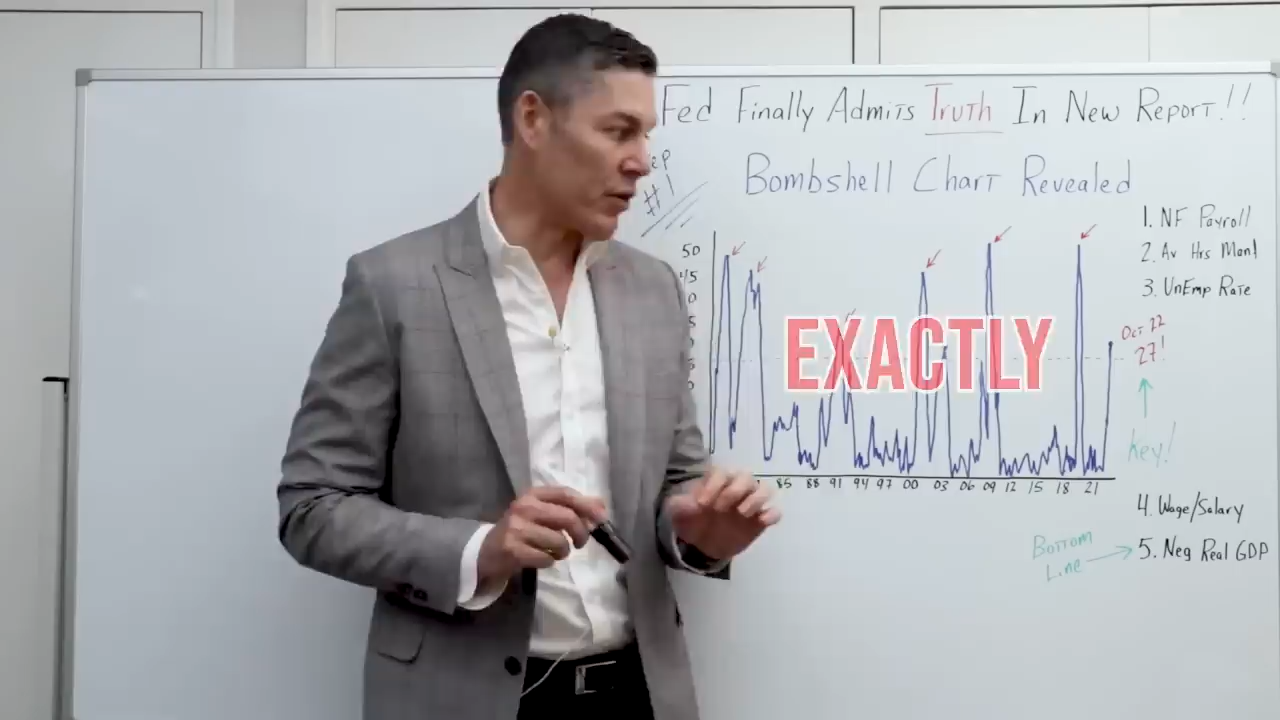 Fed Finally Admits Truth In New Report!!
Bombshell Chart Revealed
#1
1. NF Payroll
2. Av Hrs Man1
3. UnEmp Rate
50
EXACTLY
Oct 22
27!
Key!
85 88 91 94 97 00 03 06 09 12 15 18 21
4. Wage/Salary
Bottom
Line
5. Neg Real GDP